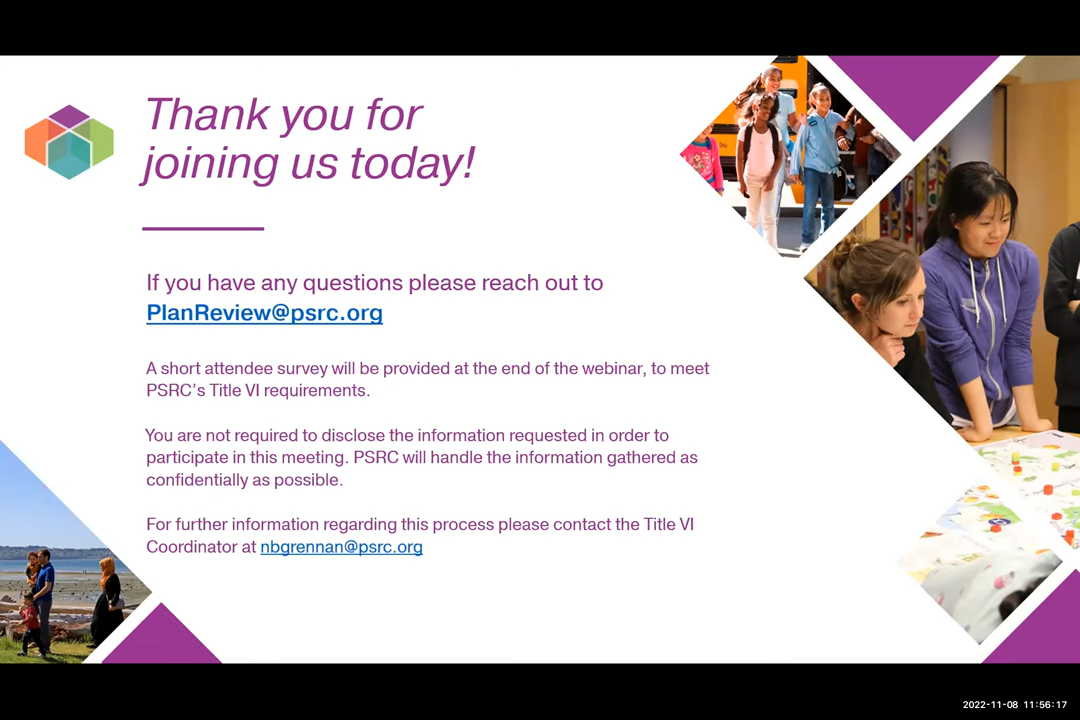 Thank you for
joining us today!
If you have any questions please reach out to
PlanReview@psrc.org
A short attendee survey will be provided at the end of the webinar, to meet
PSRC's Title VI requirements.
You are not required to disclose the information requested in order to
participate in this meeting. PSRC will handle the information gathered as
confidentially as possible.
For further information regarding this process please contact the Title VI
Coordinator at nbgrennan@psrc.org
2022-11-08 11:56:17